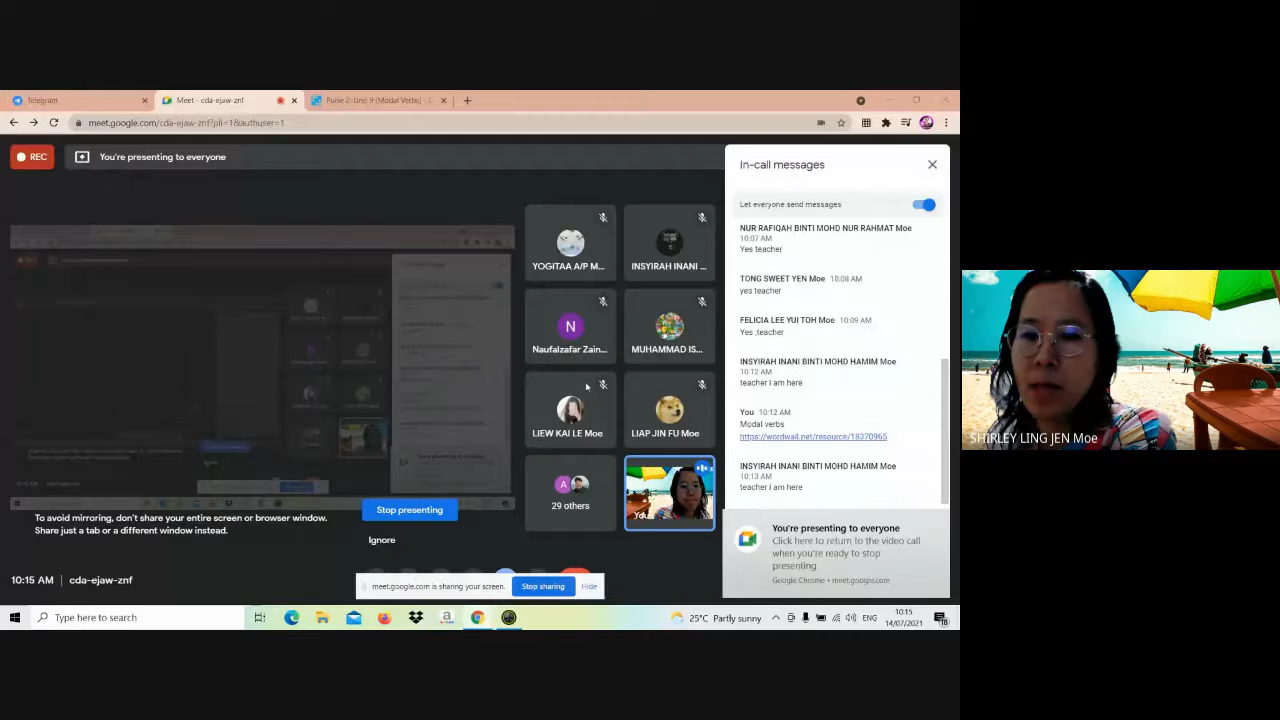 Telegram
Meet - cda-ejaw-znf
Pulse 2: Unit 9 (Modal Verbs) -
meet.google.com/cda-ejaw-znf?pli=1&authuser=1
REC
You're presenting to everyone
In-call messages
Let everyone send messages
NUR RAFIQAH BINTI MOHD NUR RAHMAT Moe
10:07 AM
Yes teacher
TONG SWEET YEN Moe 10:08 AM
yes teacher
FELICIA LEE YUI TOH Moe 10:09 AM
Yes ,teacher
INSYIRAH INANI BINTI MOHD HAMIM Moe
10:12 AM
teacher i am here
You 10:12 AM
Modal verbs
https://wordwall.net/resource/18370965
INSYIRAH INANI BINTI MOHD HAMIM Moe
10:13 AM
teacher i am here
YOGITAA A/P M...
INSYIRAH INANI ...
N
Naufalzafar Zain...
MUHAMMAD IS...
LIEW KAI LE Moe
LIAP JIN FU Moe
A
29 others
You
SHIRLEY LING JEN Moe
To avoid mirroring, don't share your entire screen or browser window.
Share just a tab or a different window instead.
Stop presenting
Ignore
You're presenting to everyone
Click here to return to the video call
when you're ready to stop
presenting
Google Chrome • meet.google.com
10:15 AM | cda-ejaw-znf
meet.google.com is sharing your screen.
Stop sharing
Hide
Type here to search
25°C Partly sunny
ENG
10:15
14/07/2021
18